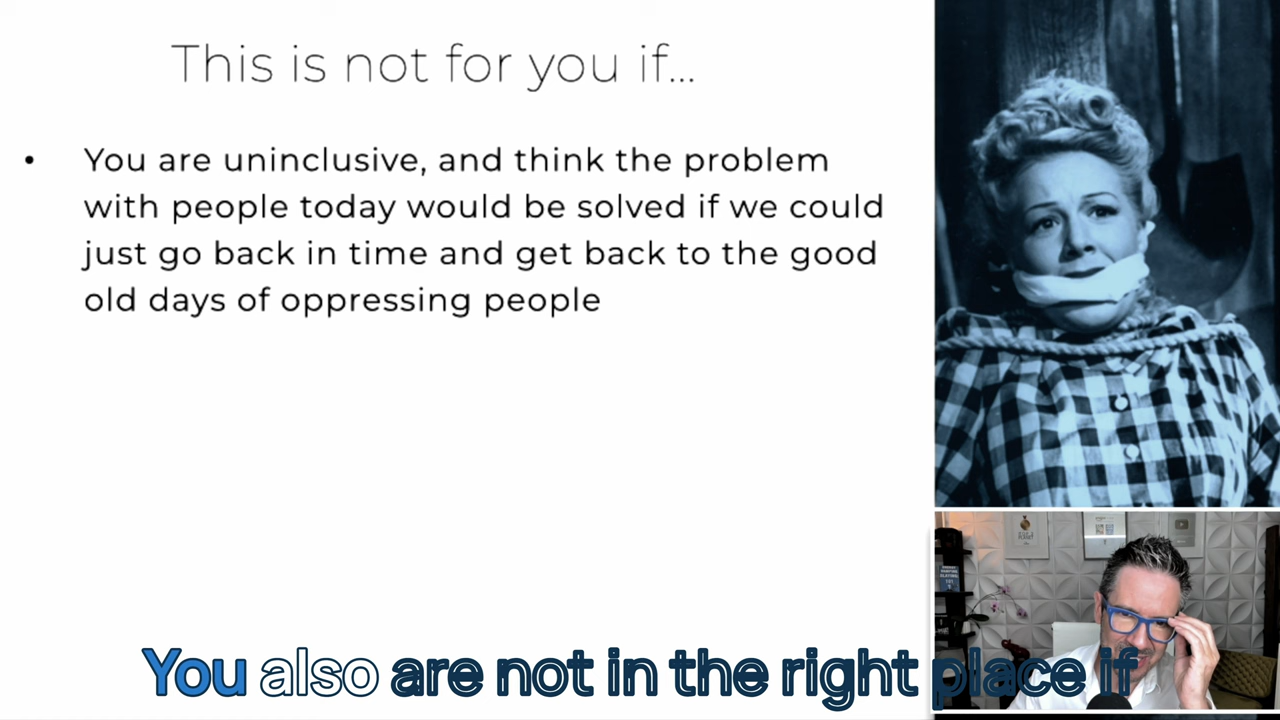 This is not for you if...
• You are uninclusive, and think the problem
with people today would be solved if we could
just go back in time and get back to the good
old days of oppressing people
You also are not in the right place if